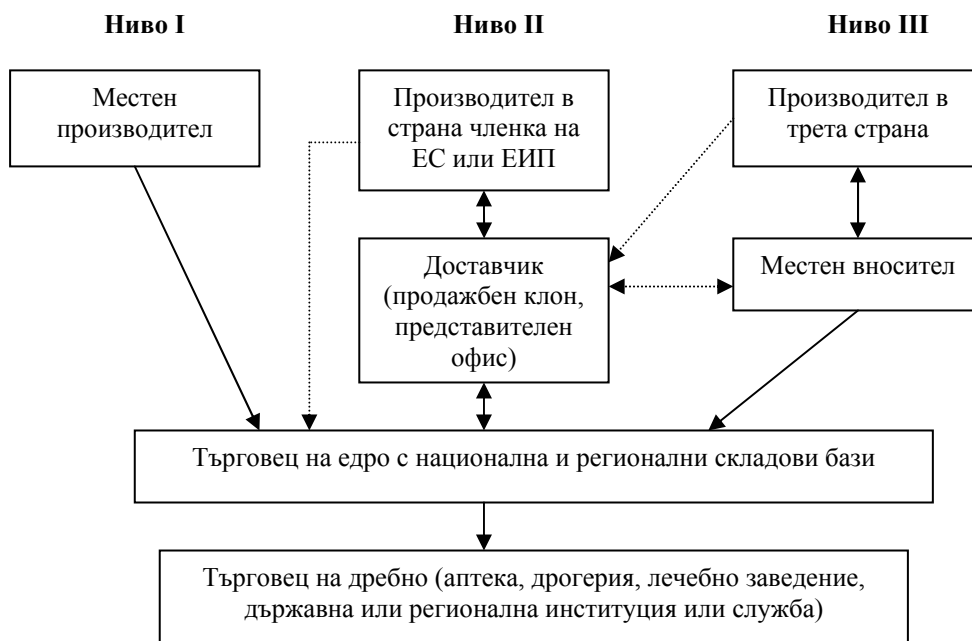 Ниво I
Ниво II
Ниво III
Местен
производител
Производител в
страна членка на
ЕС или ЕИП
Производител в
трета страна
Доставчик
(продажбен клон,
представителен
офис)
Местен вносител
Търговец на едро с национална и регионални складови бази
Търговец на дребно (аптека, дрогерия, лечебно заведение,
държавна или регионална институция или служба)